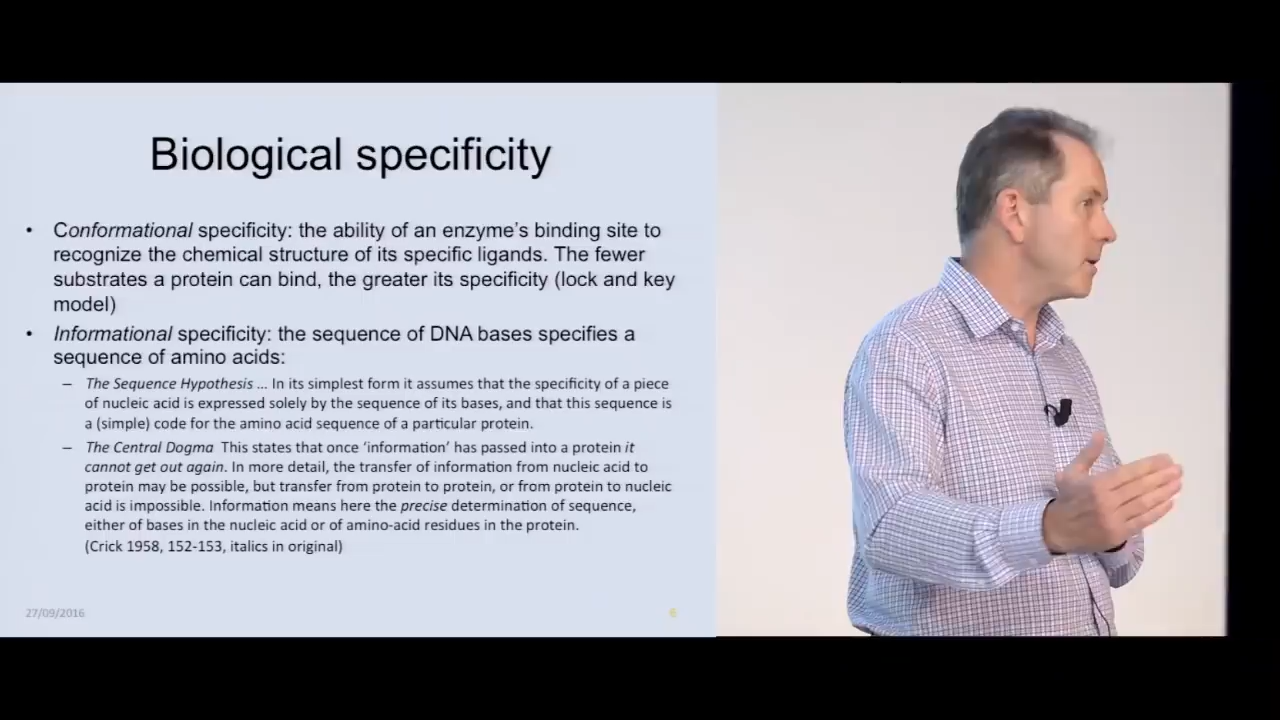 Biological specificity
• Conformational specificity: the ability of an enzyme's binding site to
recognize the chemical structure of its specific ligands. The fewer
substrates a protein can bind, the greater its specificity (lock and key
model)
• Informational specificity: the sequence of DNA bases specifies a
sequence of amino acids:
– The Sequence Hypothesis ... In its simplest form it assumes that the specificity of a piece
of nucleic acid is expressed solely by the sequence of its bases, and that this sequence is
a (simple) code for the amino acid sequence of a particular protein.
– The Central Dogma This states that once 'information' has passed into a protein it
cannot get out again. In more detail, the transfer of information from nucleic acid to
protein may be possible, but transfer from protein to protein, or from protein to nucleic
acid is impossible. Information means here the precise determination of sequence,
either of bases in the nucleic acid or of amino-acid residues in the protein.
(Crick 1958, 152-153, italics in original)
27/09/2016
6